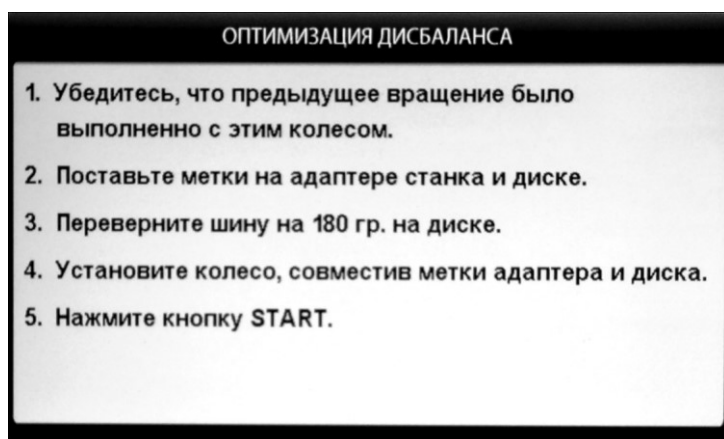 ОПТИМИЗАЦИЯ ДИСБАЛАНСА
1. Убедитесь, что предыдущее вращение было
выполненно с этим колесом.
2. Поставьте метки на адаптере станка и диске.
3. Переверните шину на 180 гр. на диске.
4. Установите колесо, совместив метки адаптера и диска.
5. Нажмите кнопку START.